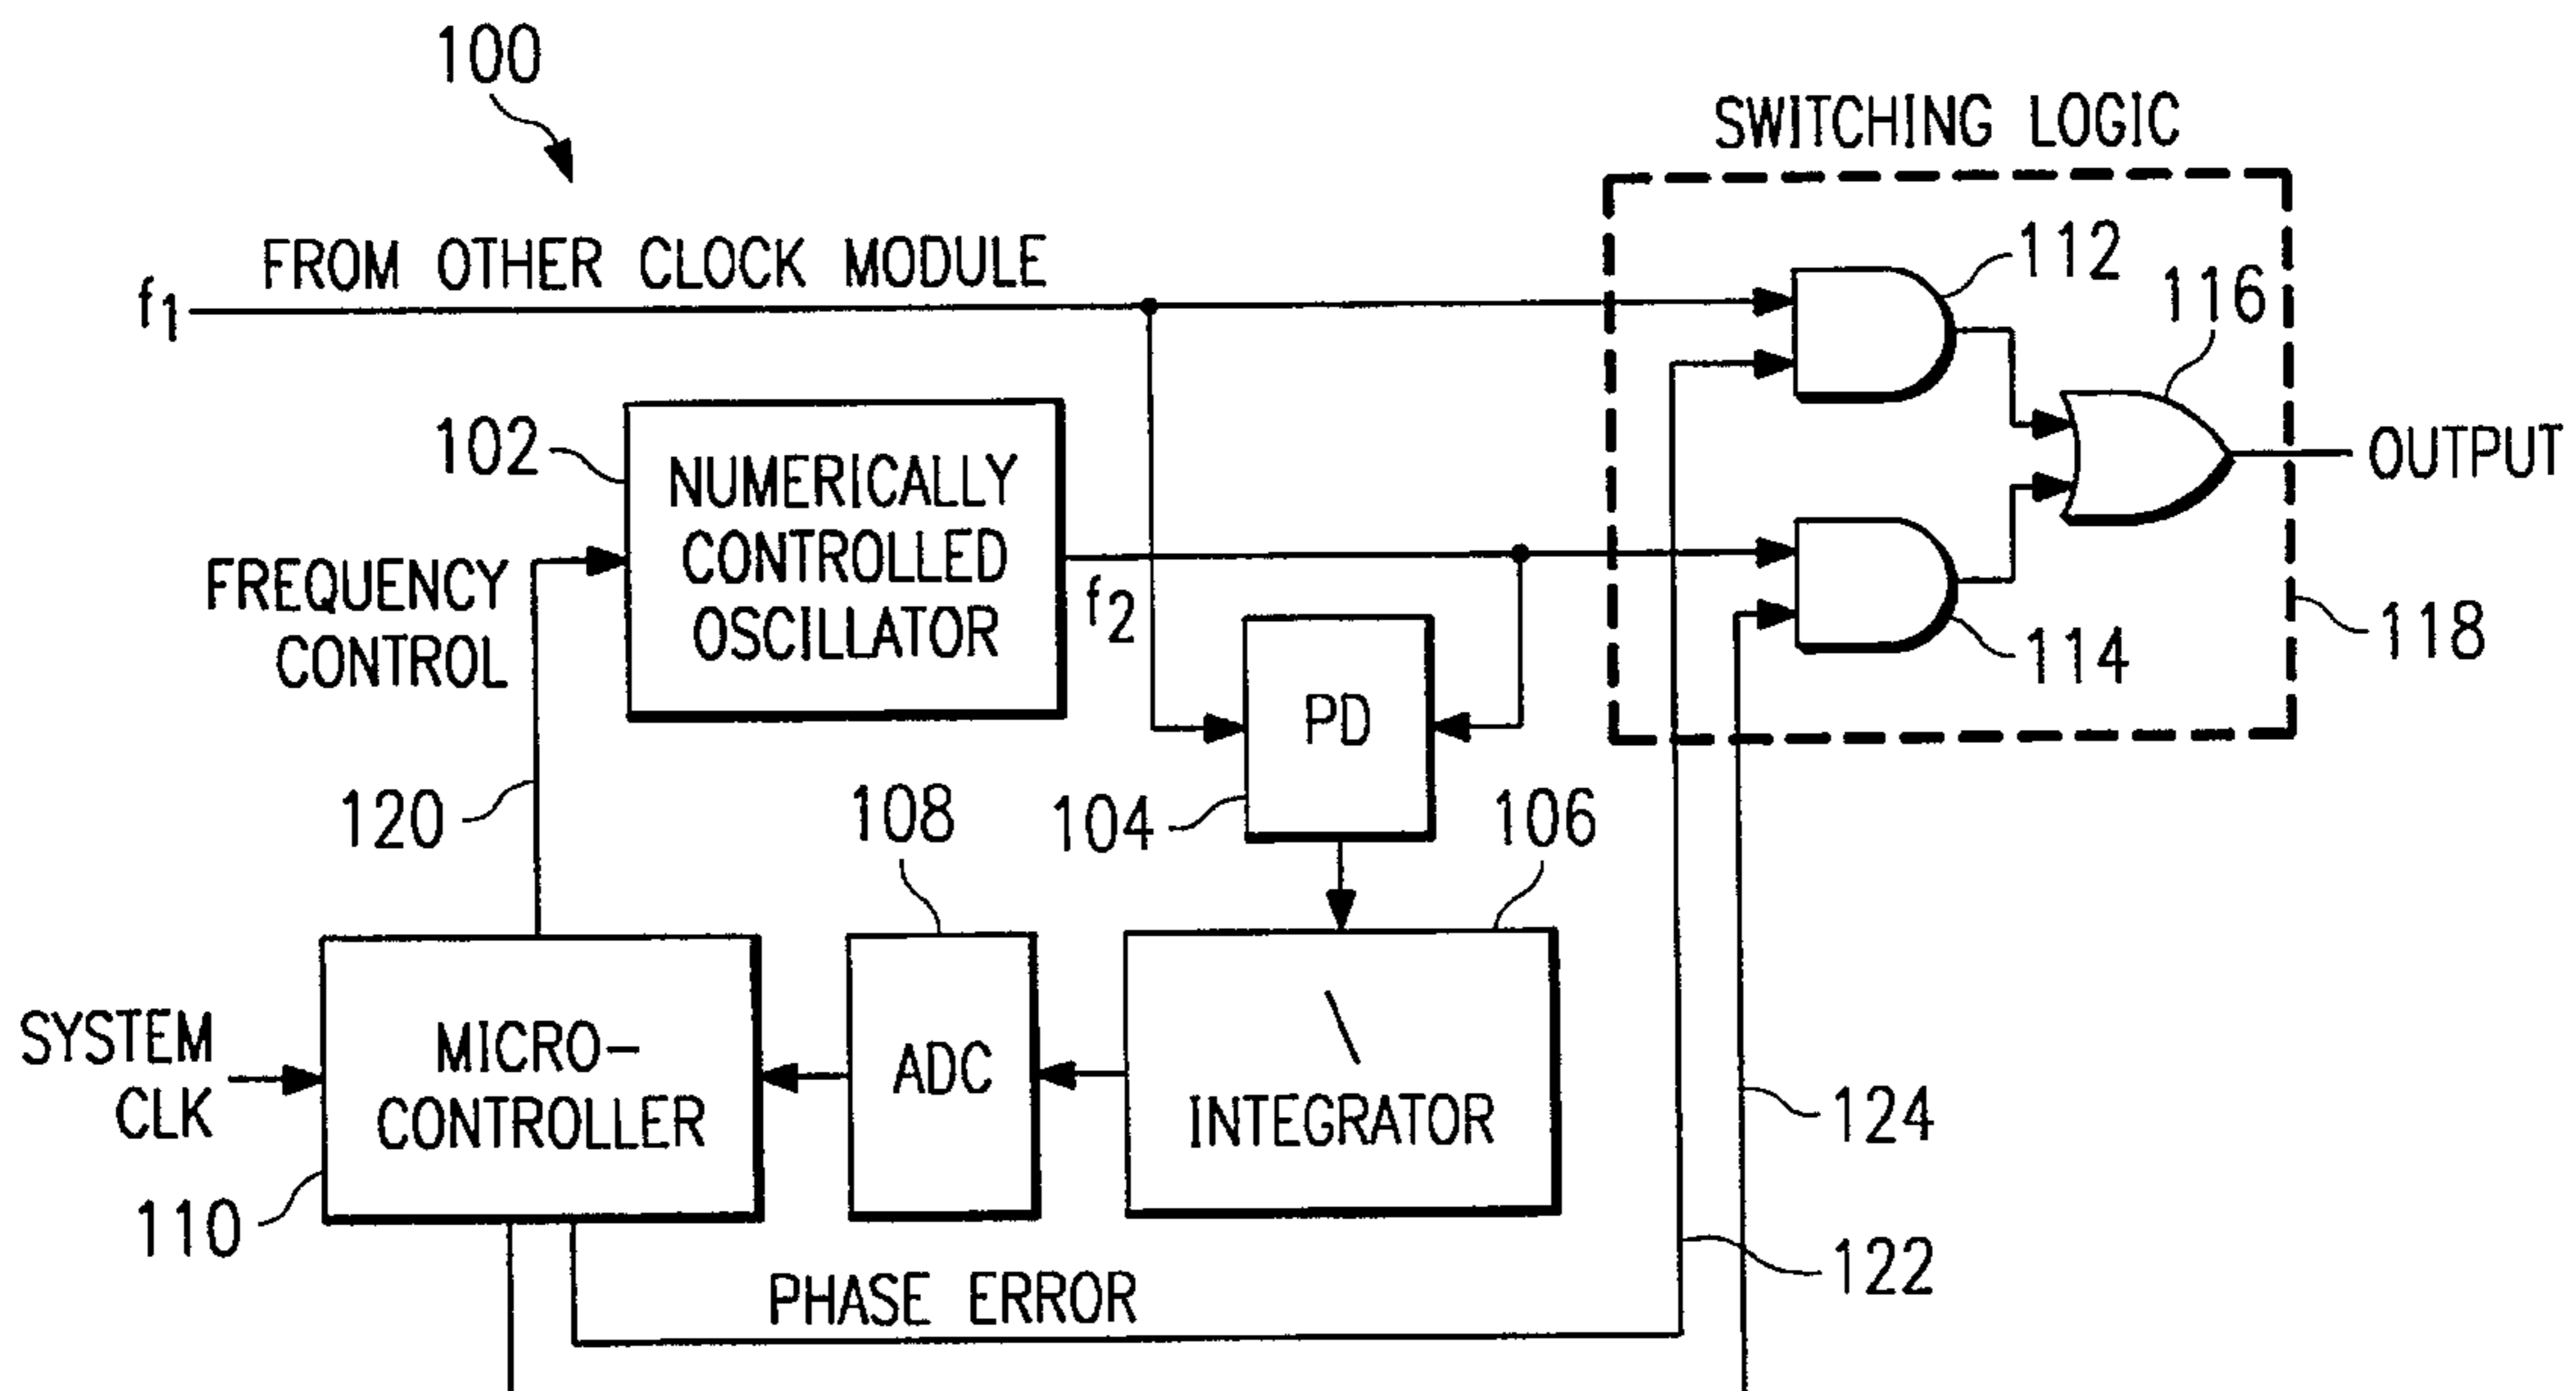 100
SWITCHING LOGIC
FROM OTHER CLOCK MODULE
f1
112
116
102
NUMERICALLY
CONTROLLED
OSCILLATOR
OUTPUT
FREQUENCY
CONTROL
f2
114
118
PD
120
108
104
106
SYSTEM
CLK
MICRO-
CONTROLLER
ADC
INTEGRATOR
124
110
122
PHASE ERROR